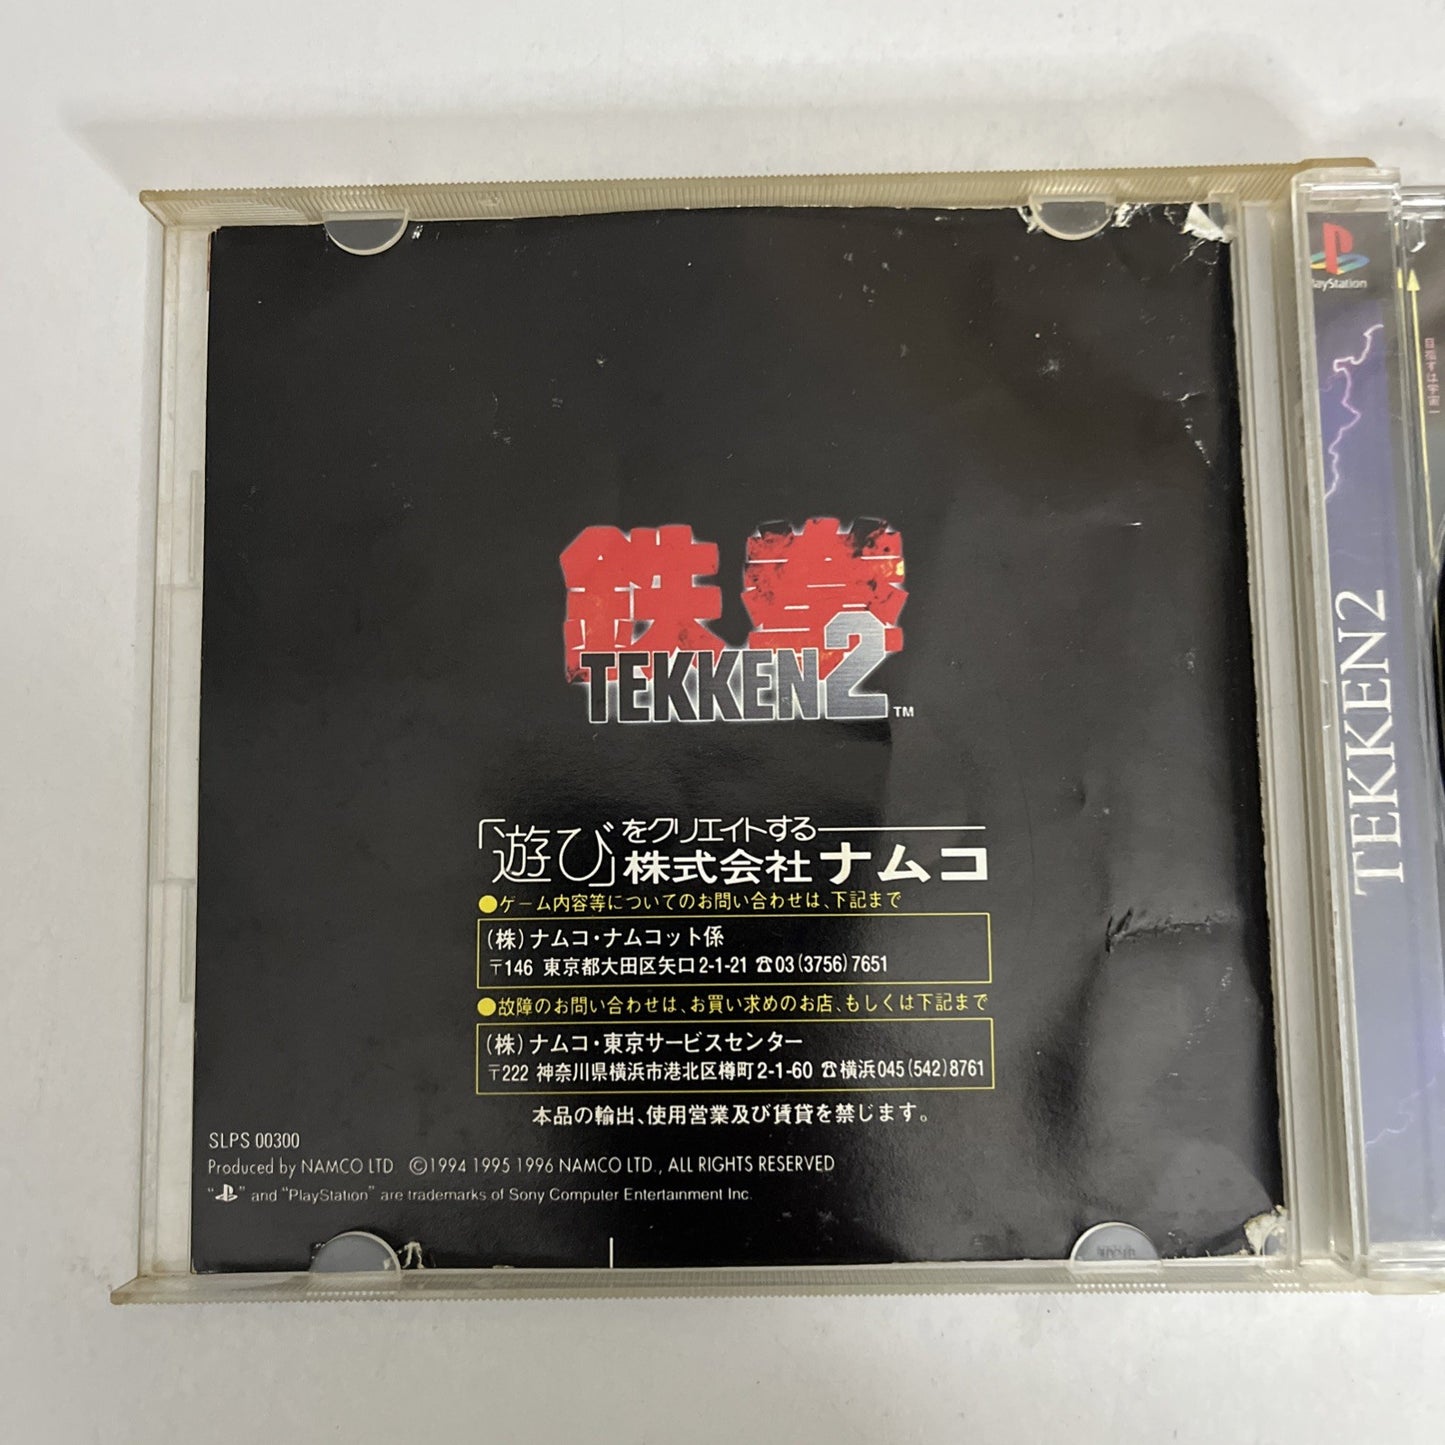 鉄拳
TEKKEN2™
「遊び」をクリエイトする
株式会社ナムコ
●ゲーム内容等についてのお問い合わせは、下記まで
(株)ナムコ・ナムコット係
〒146 東京都大田区矢口2-1-21 ☎03(3756)7651
●故障のお問い合わせは、お買い求めのお店、もしくは下記まで
(株)ナムコ・東京サービスセンター
〒222 神奈川県横浜市港北区樽町2-1-60 ☎横浜045(542)8761
本品の輸出、使用営業及び賃貸を禁じます。
SLPS 00300
Produced by NAMCO LTD ©1994 1995 1996 NAMCO LTD., ALL RIGHTS RESERVED
" " and "PlayStation" are trademarks of Sony Computer Entertainment Inc.
PlayStation
TEKKEN2
目指すは宇宙一